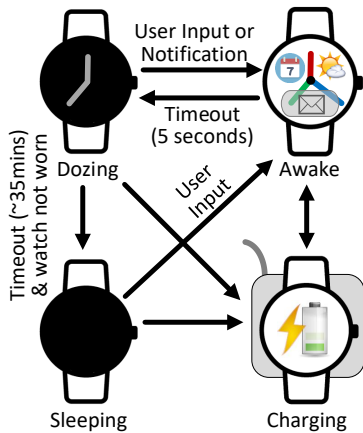 User Input or
Notification
7
Timeout
(5 seconds)
Dozing
Awake
Timeout (~35mins)
& watch not worn
User
Input
Sleeping
Charging